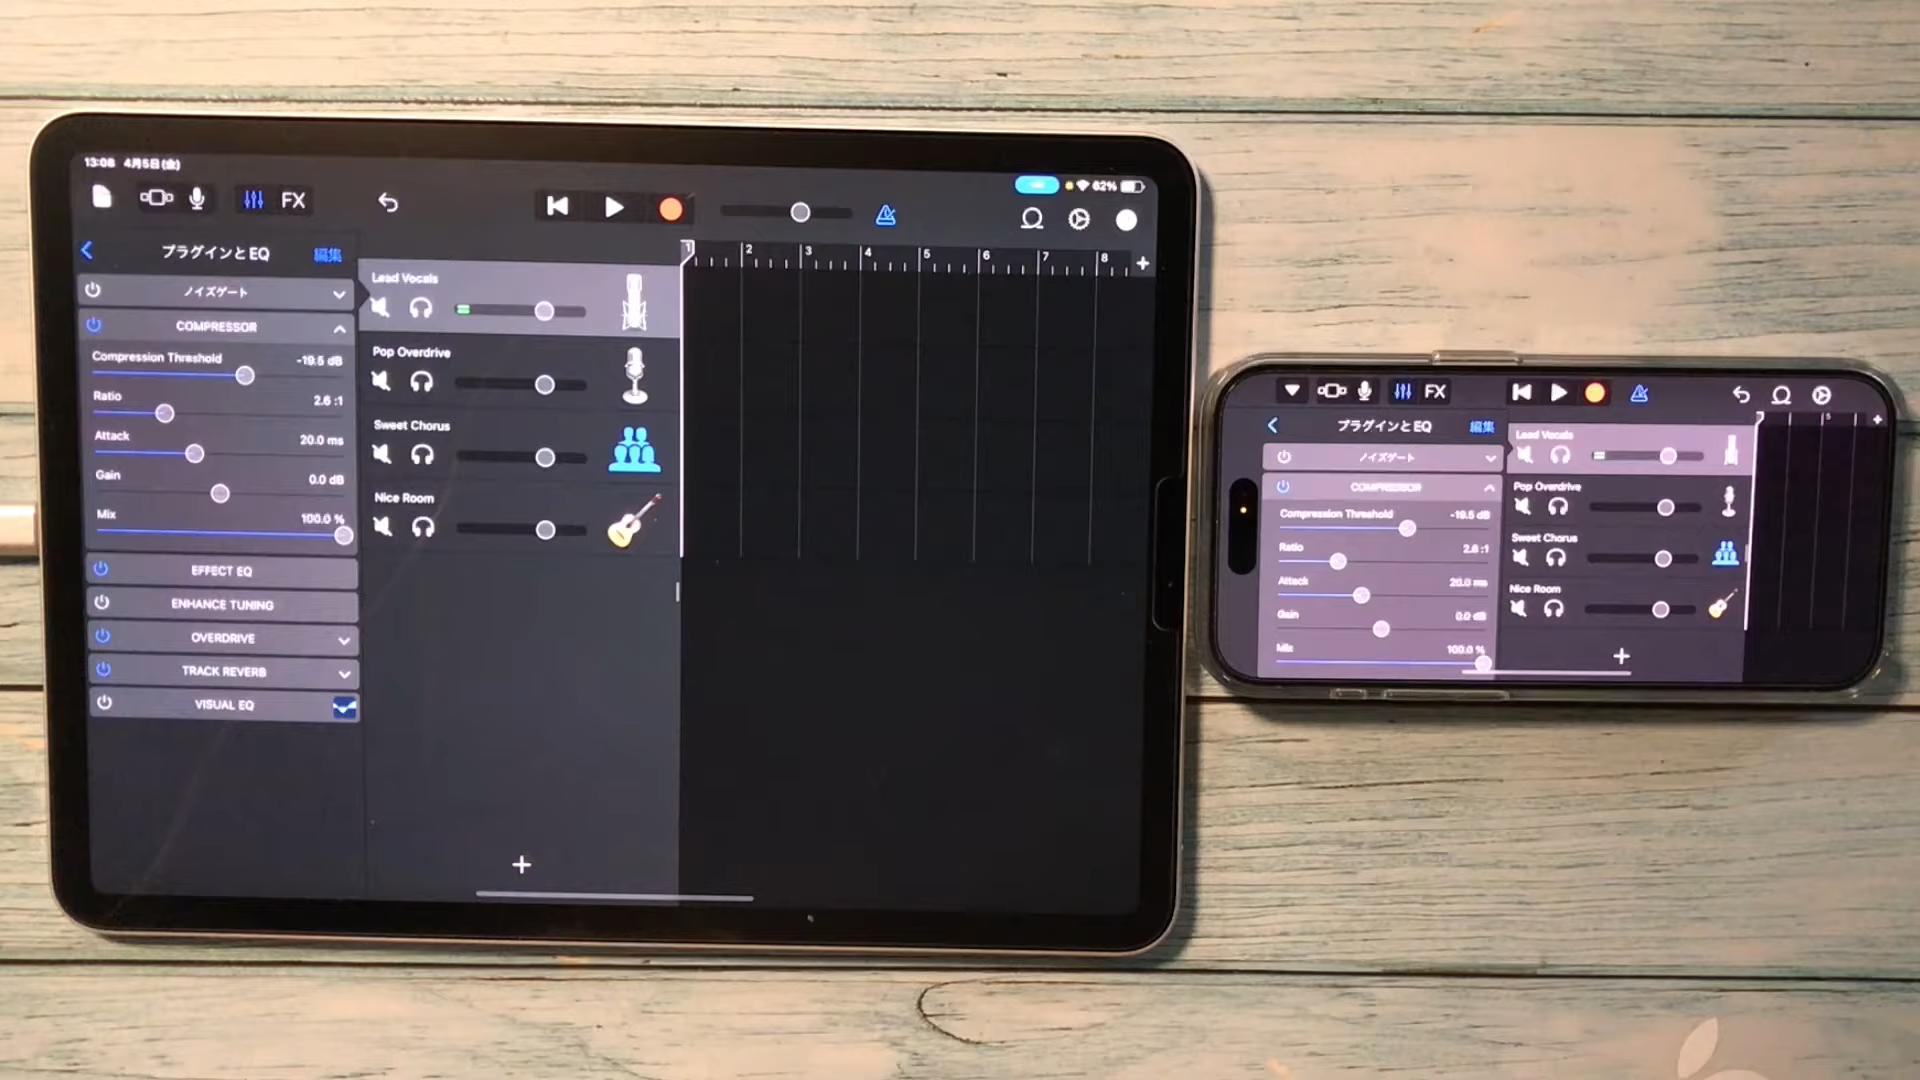 13:08 4月5日(金)
62%
FX
プラグインとEQ 編集
ノイズゲート
COMPRESSOR
Compression Threshold -19.5 dB
Ratio 2.6 :1
Attack 20.0 ms
Gain 0.0 dB
Mix 100.0 %
EFFECT EQ
ENHANCE TUNING
OVERDRIVE
TRACK REVERB
VISUAL EQ
Lead Vocals
Pop Overdrive
Sweet Chorus
Nice Room
1 2 3 4 5 6 7 8 +
+
FX
プラグインとEQ 編集
ノイズゲート
COMPRESSOR
Compression Threshold -19.5 dB
Ratio 2.6 :1
Attack 20.0 ms
Gain 0.0 dB
Mix 100.0 %
Lead Vocals
Pop Overdrive
Sweet Chorus
Nice Room
5 +
+